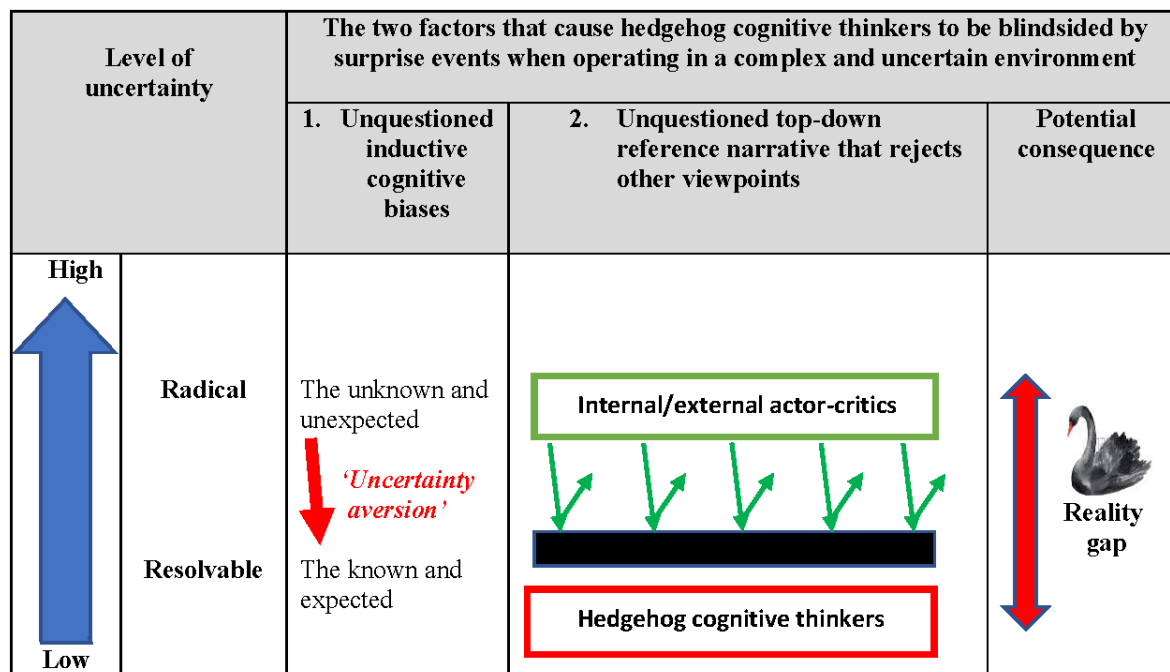 Level of
uncertainty
The two factors that cause hedgehog cognitive thinkers to be blindsided by
surprise events when operating in a complex and uncertain environment
1. Unquestioned
inductive
cognitive
biases
2. Unquestioned top-down
reference narrative that rejects
other viewpoints
Potential
consequence
High
Radical
The unknown and
unexpected
Internal/external actor-critics
‘Uncertainty
aversion’
Reality
gap
Resolvable
The known and
expected
Hedgehog cognitive thinkers
Low